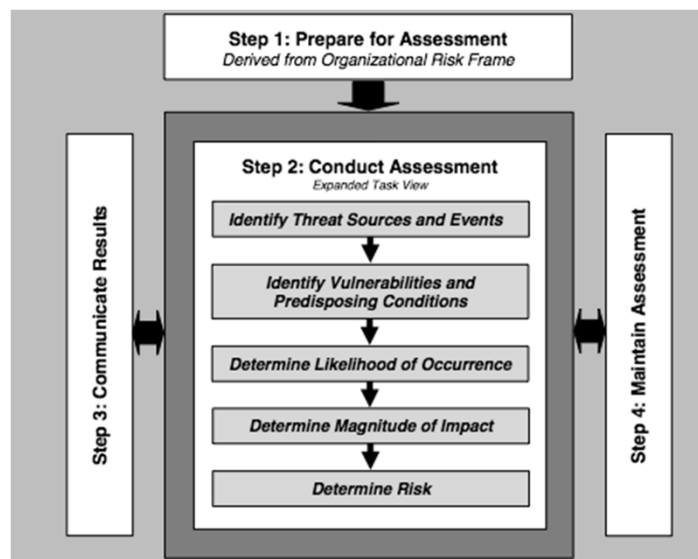 Step 1: Prepare for Assessment
Derived from Organizational Risk Frame
Step 2: Conduct Assessment
Expanded Task View
Identify Threat Sources and Events
Identify Vulnerabilities and
Predisposing Conditions
Determine Likelihood of Occurrence
Determine Magnitude of Impact
Determine Risk
Step 3: Communicate Results
Step 4: Maintain Assessment